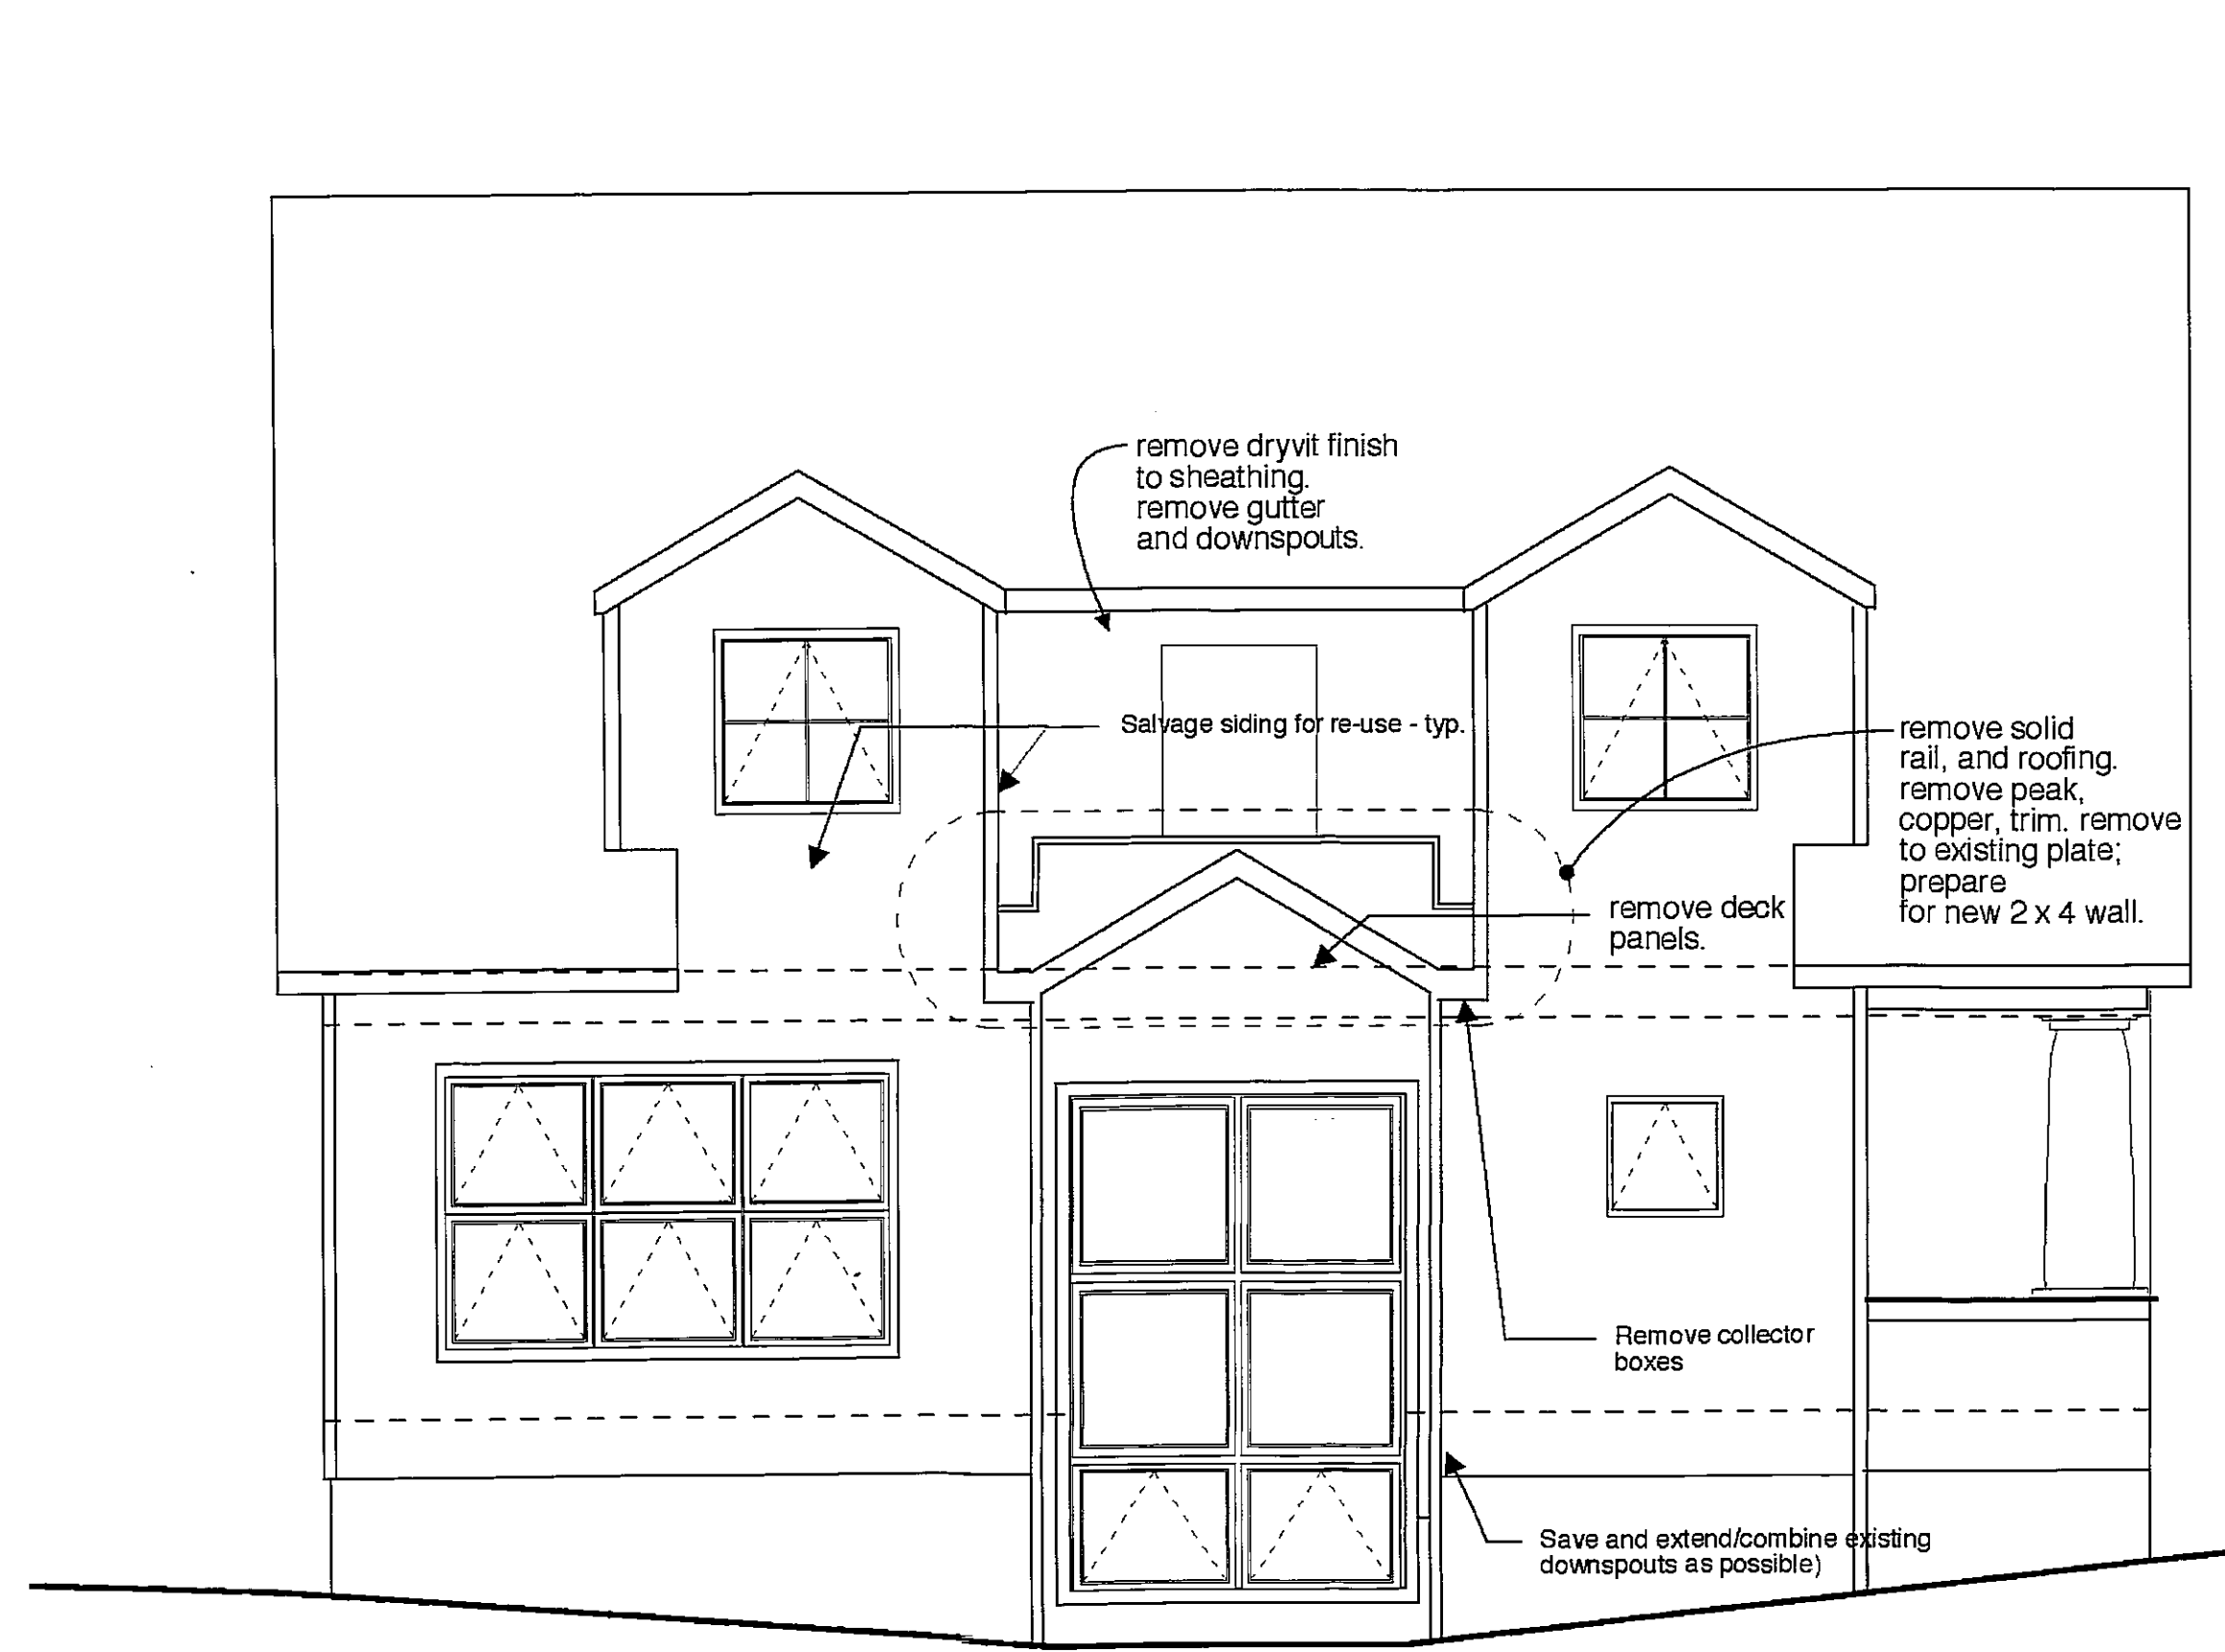 remove dryvit finish
to sheathing.
remove gutter
and downspouts.
Salvage siding for re-use - typ.
remove solid
rail, and roofing.
remove peak,
copper, trim. remove
to existing plate;
prepare
for new 2 x 4 wall.
remove deck
panels.
Remove collector
boxes
Save and extend/combine existing
downspouts as possible)